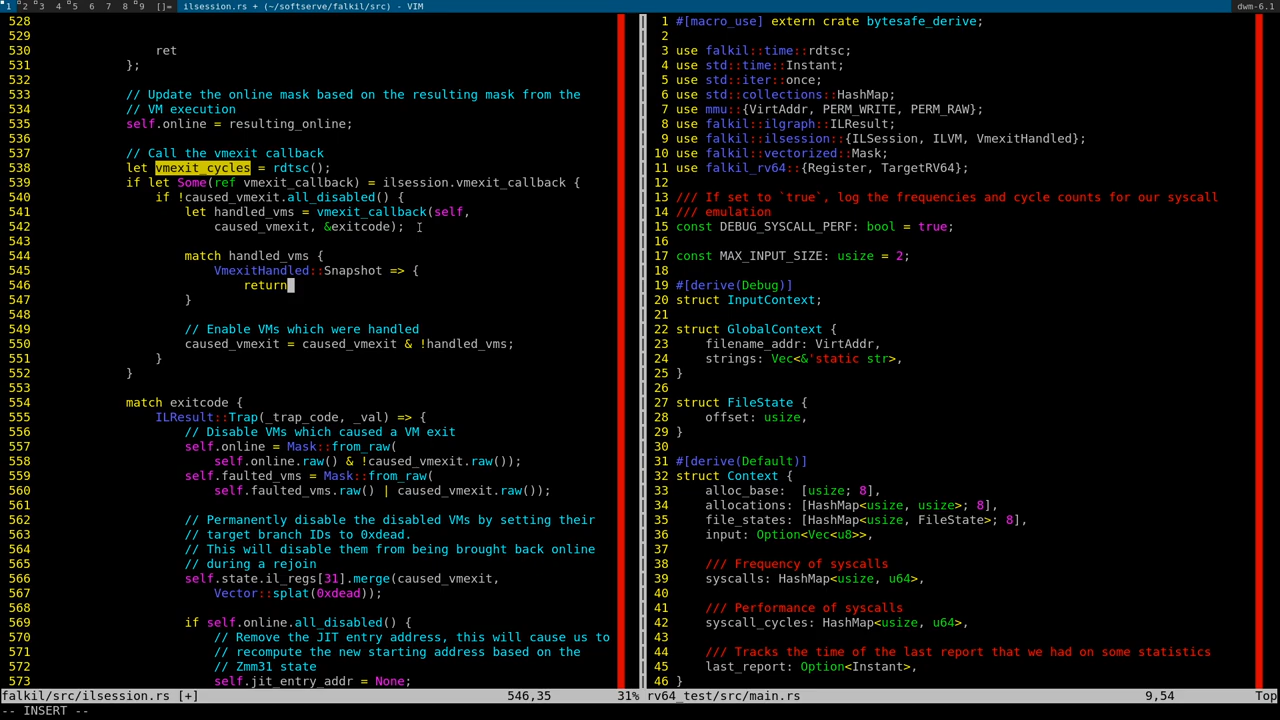 1 2 3 4 5 6 7 8 9 []= ilsession.rs + (~/softserve/falkil/src) - VIM dwm-6.1
528
529
530 ret
531 };
532
533 // Update the online mask based on the resulting mask from the
534 // VM execution
535 self.online = resulting_online;
536
537 // Call the vmexit callback
538 let vmexit_cycles = rdtsc();
539 if let Some(ref vmexit_callback) = ilsession.vmexit_callback {
540 if !caused_vmexit.all_disabled() {
541 let handled_vms = vmexit_callback(self,
542 caused_vmexit, &exitcode);
543
544 match handled_vms {
545 VmexitHandled::Snapshot => {
546 return
547 }
548
549 // Enable VMs which were handled
550 caused_vmexit = caused_vmexit & !handled_vms;
551 }
552 }
553
554 match exitcode {
555 ILResult::Trap(_trap_code, _val) => {
556 // Disable VMs which caused a VM exit
557 self.online = Mask::from_raw(
558 self.online.raw() & !caused_vmexit.raw());
559 self.faulted_vms = Mask::from_raw(
560 self.faulted_vms.raw() | caused_vmexit.raw());
561
562 // Permanently disable the disabled VMs by setting their
563 // target branch IDs to 0xdead.
564 // This will disable them from being brought back online
565 // during a rejoin
566 self.state.il_regs[31].merge(caused_vmexit,
567 Vector::splat(0xdead));
568
569 if self.online.all_disabled() {
570 // Remove the JIT entry address, this will cause us to
571 // recompute the new starting address based on the
572 // Zmm31 state
573 self.jit_entry_addr = None;
falkil/src/ilsession.rs [+] 546,35 31%
-- INSERT --
1 #[macro_use] extern crate bytesafe_derive;
2
3 use falkil::time::rdtsc;
4 use std::time::Instant;
5 use std::iter::once;
6 use std::collections::HashMap;
7 use mmu::{VirtAddr, PERM_WRITE, PERM_RAW};
8 use falkil::ilgraph::ILResult;
9 use falkil::ilsession::{ILSession, ILVM, VmexitHandled};
10 use falkil::vectorized::Mask;
11 use falkil_rv64::{Register, TargetRV64};
12
13 /// If set to `true`, log the frequencies and cycle counts for our syscall
14 /// emulation
15 const DEBUG_SYSCALL_PERF: bool = true;
16
17 const MAX_INPUT_SIZE: usize = 2;
18
19 #[derive(Debug)]
20 struct InputContext;
21
22 struct GlobalContext {
23 filename_addr: VirtAddr,
24 strings: Vec<&'static str>,
25 }
26
27 struct FileState {
28 offset: usize,
29 }
30
31 #[derive(Default)]
32 struct Context {
33 alloc_base: [usize; 8],
34 allocations: [HashMap<usize, usize>; 8],
35 file_states: [HashMap<usize, FileState>; 8],
36 input: Option<Vec<u8>>,
37
38 /// Frequency of syscalls
39 syscalls: HashMap<usize, u64>,
40
41 /// Performance of syscalls
42 syscall_cycles: HashMap<usize, u64>,
43
44 /// Tracks the time of the last report that we had on some statistics
45 last_report: Option<Instant>,
46 }
rv64_test/src/main.rs 9,54 Top